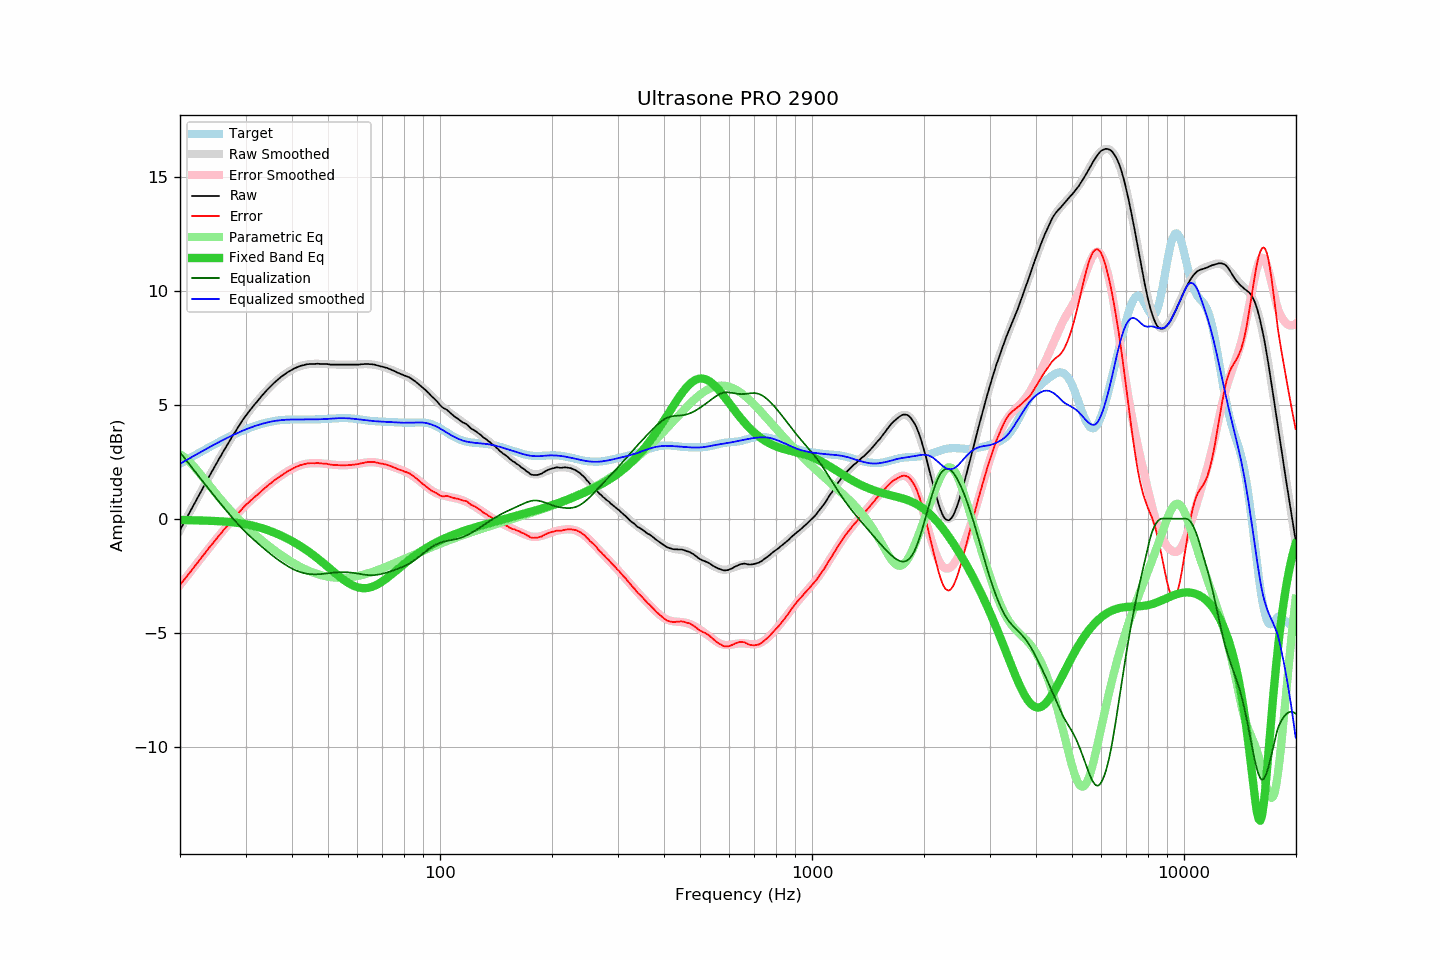 Ultrasone PRO 2900
Target
Raw Smoothed
Error Smoothed
Raw
Error
Parametric Eq
Fixed Band Eq
Equalization
Equalized smoothed
15
10
5
0
−5
−10
Amplitude (dBr)
100
1000
10000
Frequency (Hz)